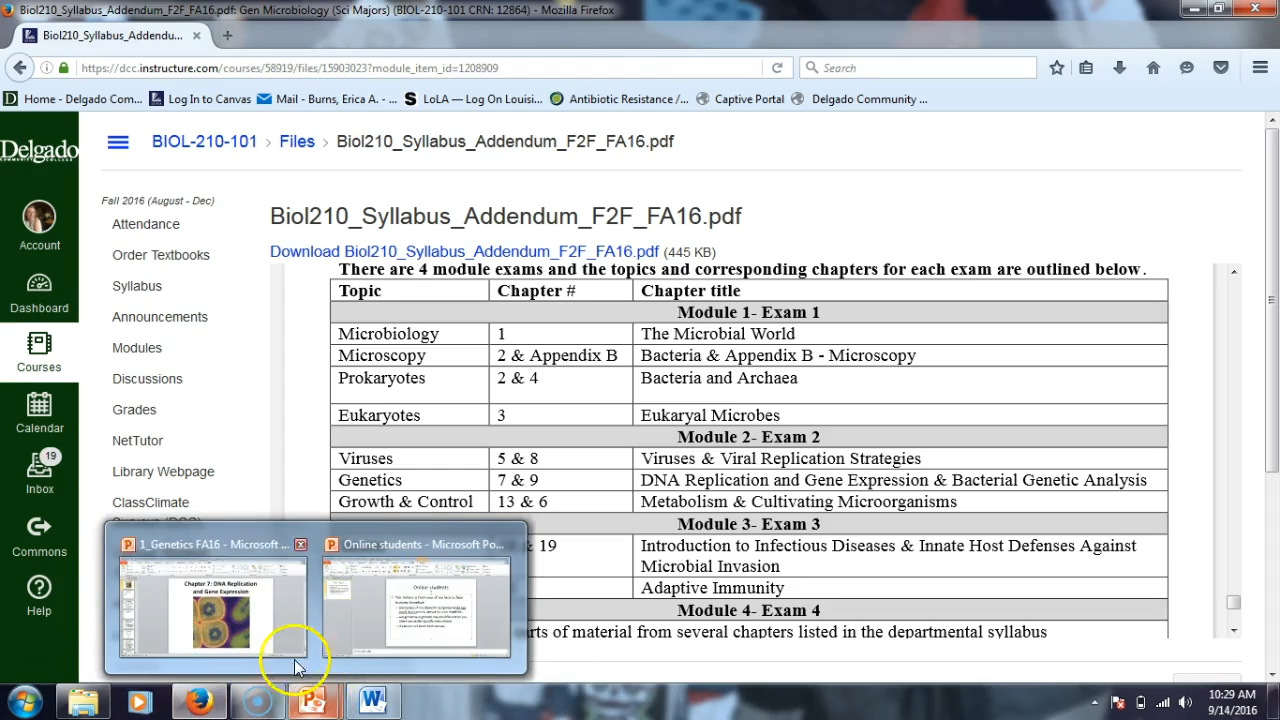 Biol210_Syllabus_Addendum_F2F_FA16.pdf: Gen Microbiology (Sci Majors) (BIOL-210-101 CRN: 12864) - Mozilla Firefox
Biol210_Syllabus_Addendu...
https://dcc.instructure.com/courses/58919/files/15903023?module_item_id=1208909
Search
Home - Delgado Com...
Log In to Canvas
Mail - Burns, Erica A. - ...
LoLA — Log On Louisi...
Antibiotic Resistance /...
Captive Portal
Delgado Community ...
Delgado
COMMUNITY COLLEGE
Account
Dashboard
Courses
Calendar
19
Inbox
Commons
Help
BIOL-210-101 › Files › Biol210_Syllabus_Addendum_F2F_FA16.pdf
Fall 2016 (August - Dec)
Attendance
Order Textbooks
Syllabus
Announcements
Modules
Discussions
Grades
NetTutor
Library Webpage
ClassClimate
Biol210_Syllabus_Addendum_F2F_FA16.pdf
Download Biol210_Syllabus_Addendum_F2F_FA16.pdf (445 KB)
There are 4 module exams and the topics and corresponding chapters for each exam are outlined below.
Topic Chapter # Chapter title
Module 1- Exam 1
Microbiology 1 The Microbial World
Microscopy 2 & Appendix B Bacteria & Appendix B - Microscopy
Prokaryotes 2 & 4 Bacteria and Archaea
Eukaryotes 3 Eukaryal Microbes
Module 2- Exam 2
Viruses 5 & 8 Viruses & Viral Replication Strategies
Genetics 7 & 9 DNA Replication and Gene Expression & Bacterial Genetic Analysis
Growth & Control 13 & 6 Metabolism & Cultivating Microorganisms
Module 3- Exam 3
& 19 Introduction to Infectious Diseases & Innate Host Defenses Against
Microbial Invasion
Adaptive Immunity
Module 4- Exam 4
of material from several chapters listed in the departmental syllabus
1_Genetics FA16 - Microsoft ...
Chapter 7: DNA Replication
and Gene Expression
Online students - Microsoft Po...
Online students
10:29 AM
9/14/2016